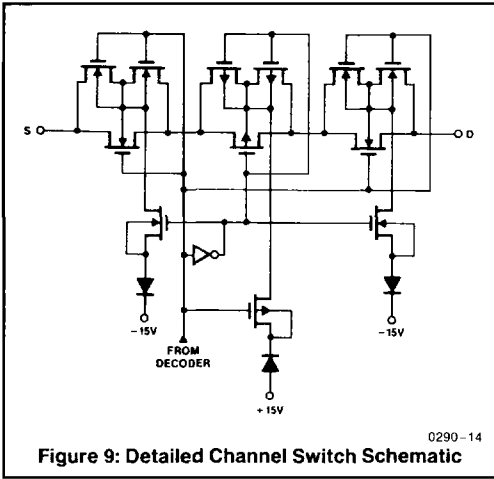 S
D
-15V
FROM
DECODER
+15V
-15V
0290-14
Figure 9: Detailed Channel Switch Schematic